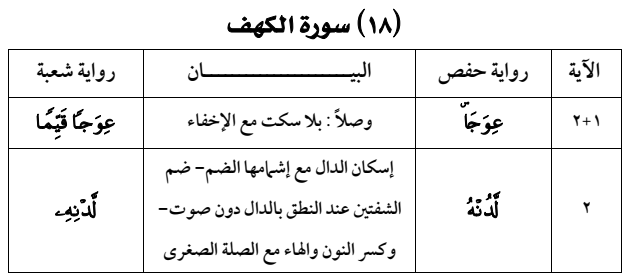 (١٨) سورة الكهف
الآية رواية حفص البيـــــــــــــــان رواية شعبة
١+٢ عِوَجَاۜ وصلاً : بلا سكت مع الإخفاء عِوَجًا قَيِّمًا
إسكان الدال مع إشمامها الضم- ضم
٢ لَّدُنْهُ الشفتين عند النطق بالدال دون صوت- لَّدْنِهِۦ
وكسر النون والهاء مع الصلة الصغرى